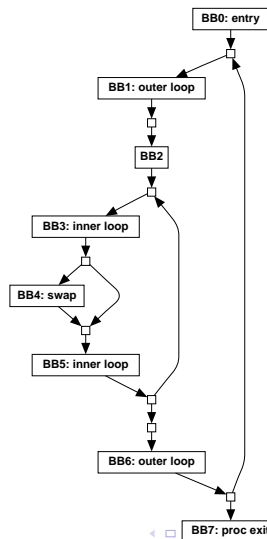 BB0: entry
BB1: outer loop
BB2
BB3: inner loop
BB4: swap
BB5: inner loop
BB6: outer loop
BB7: proc exit